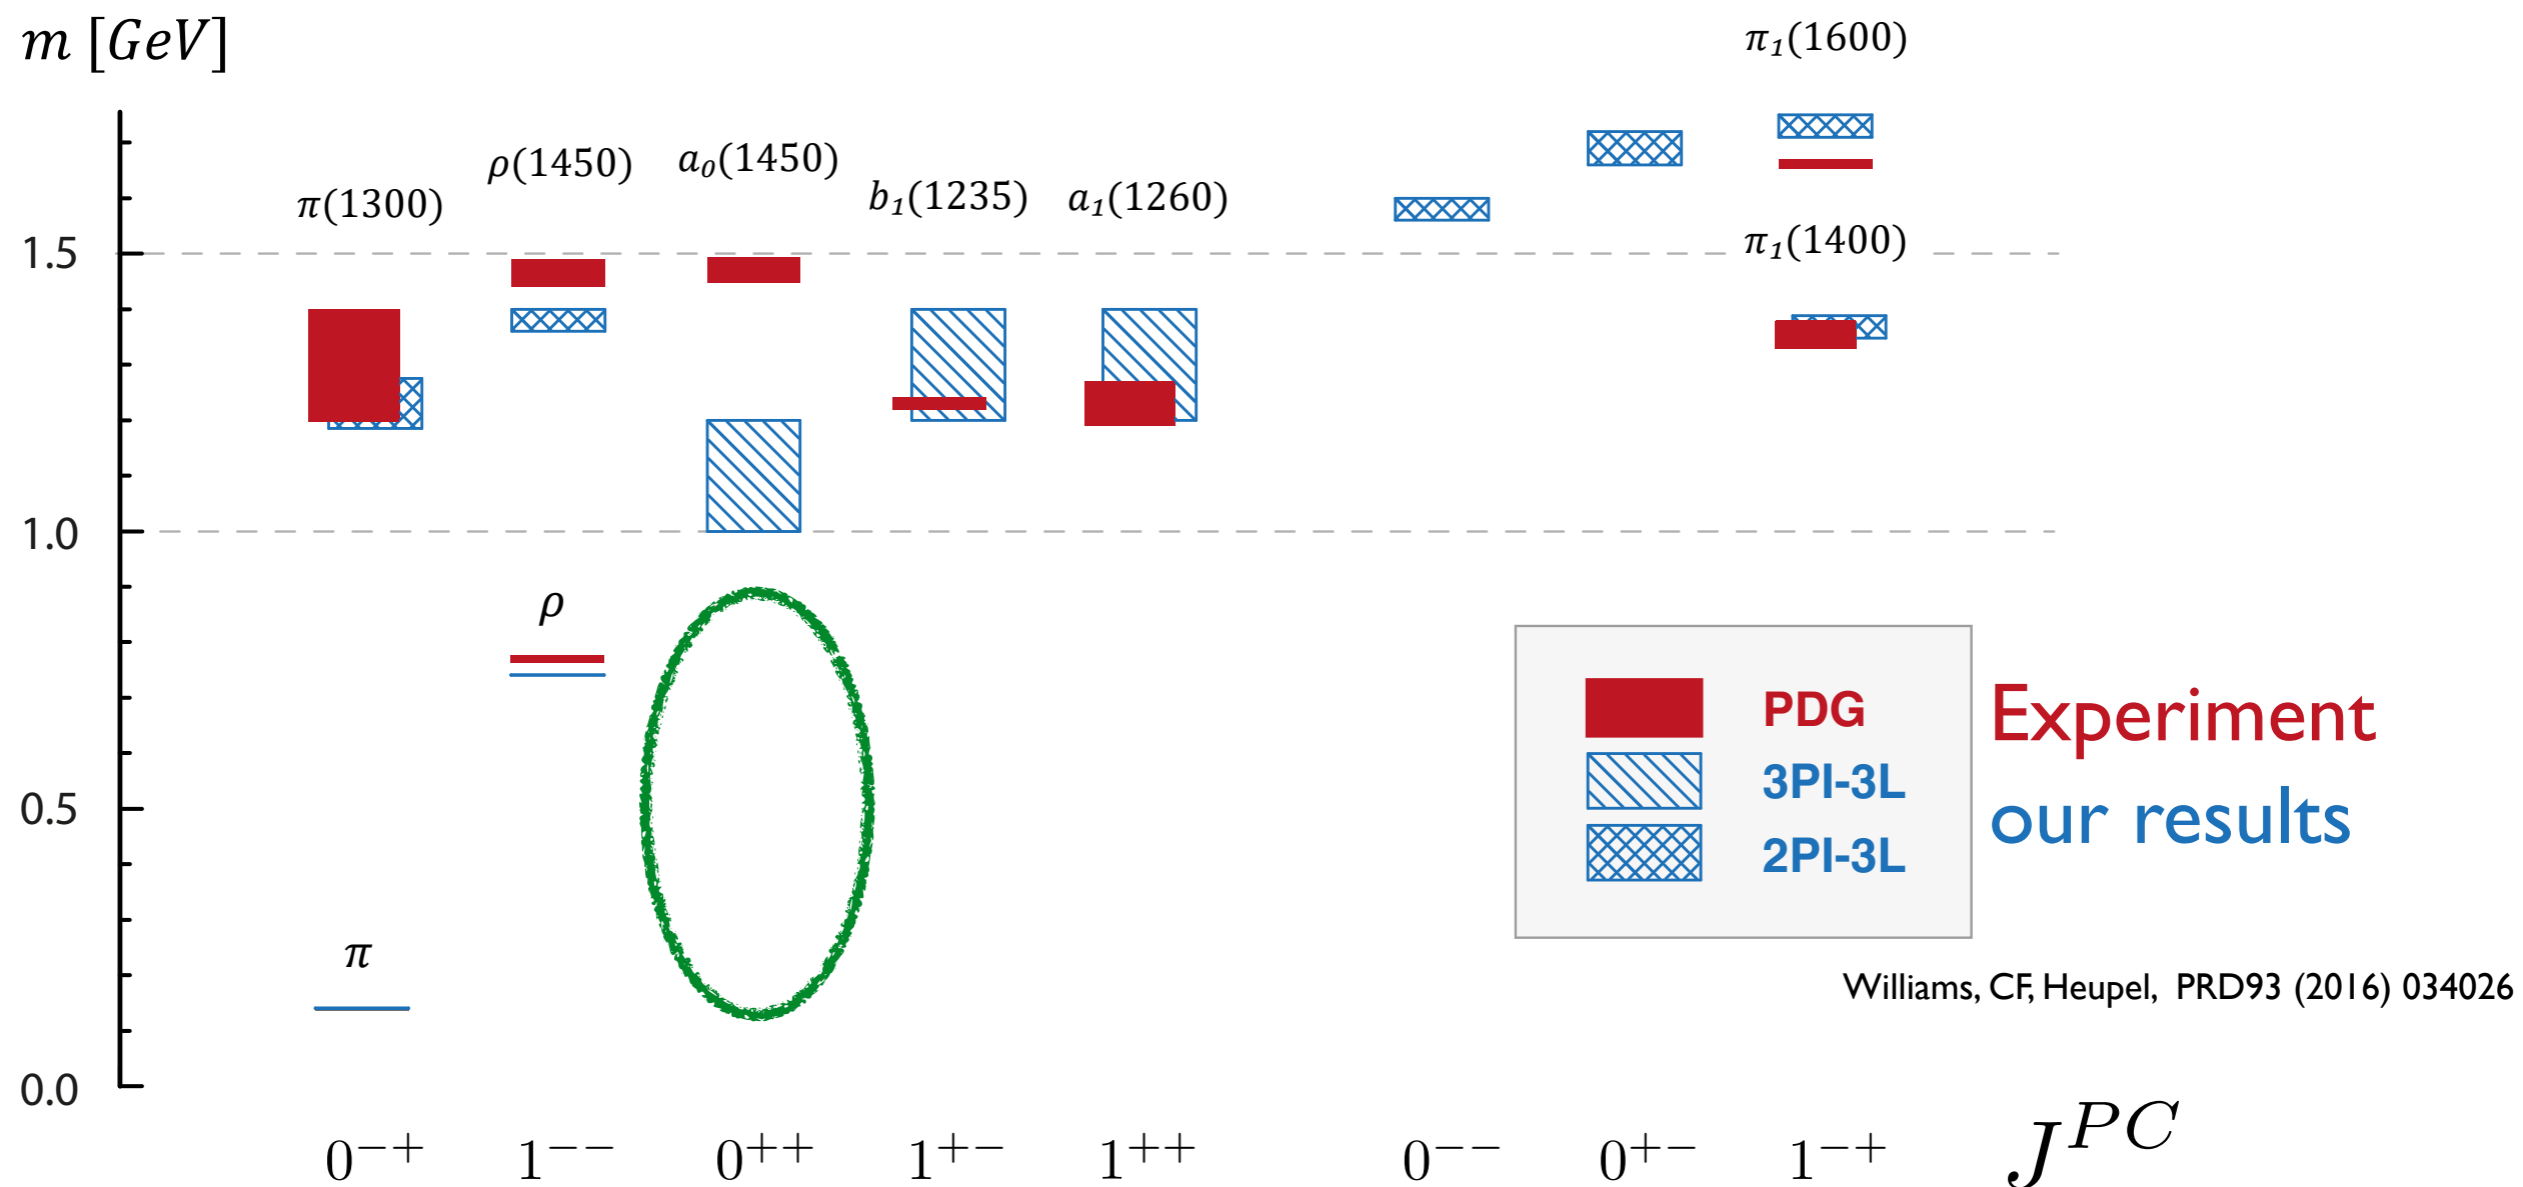 m [GeV]
π₁(1600)
ρ(1450)
a₀(1450)
π(1300)
b₁(1235)
a₁(1260)
1.5
π₁(1400)
1.0
ρ
PDG
Experiment
3PI-3L
0.5
our results
2PI-3L
π
Williams, CF, Heupel, PRD93 (2016) 034026
0.0
0⁻⁺ 1⁻⁻ 0⁺⁺ 1⁺⁻ 1⁺⁺ 0⁻⁻ 0⁺⁻ 1⁻⁺ J^PC